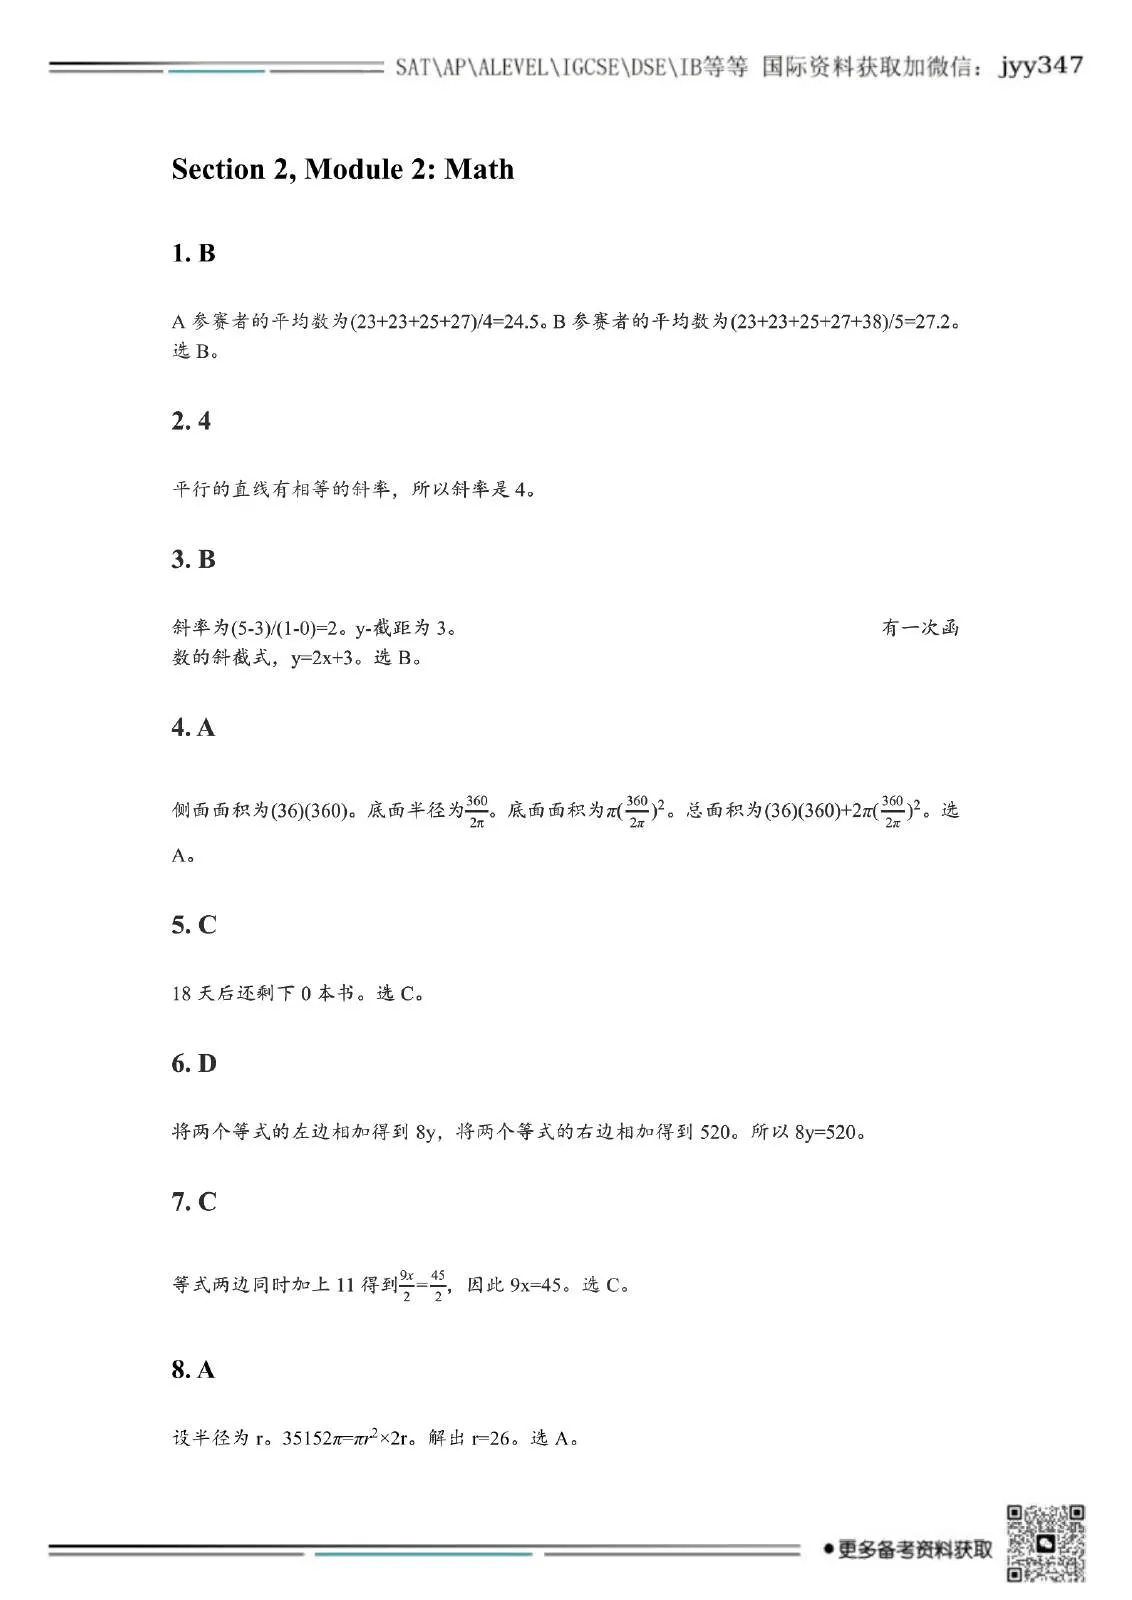 SAT\AP\ALEVEL\IGCSE\DSE\IB等等 国际资料获取加微信: jyy347
Section 2, Module 2: Math
1. B
A 参赛者的平均数为(23+23+25+27)/4=24.5。B 参赛者的平均数为(23+23+25+27+38)/5=27.2。
选 B。
2. 4
平行的直线有相等的斜率，所以斜率是 4。
3. B
斜率为(5-3)/(1-0)=2。y-截距为 3。 有一次函
数的斜截式，y=2x+3。选 B。
4. A
侧面面积为(36)(360)。底面半径为360/2π。底面面积为π(360/2π)²。总面积为(36)(360)+2π(360/2π)²。选
A。
5. C
18 天后还剩下 0 本书。选 C。
6. D
将两个等式的左边相加得到 8y，将两个等式的右边相加得到 520。所以 8y=520。
7. C
等式两边同时加上 11 得到9x/2=45/2，因此 9x=45。选 C。
8. A
设半径为 r。35152π=πr²×2r。解出 r=26。选 A。
●更多备考资料获取